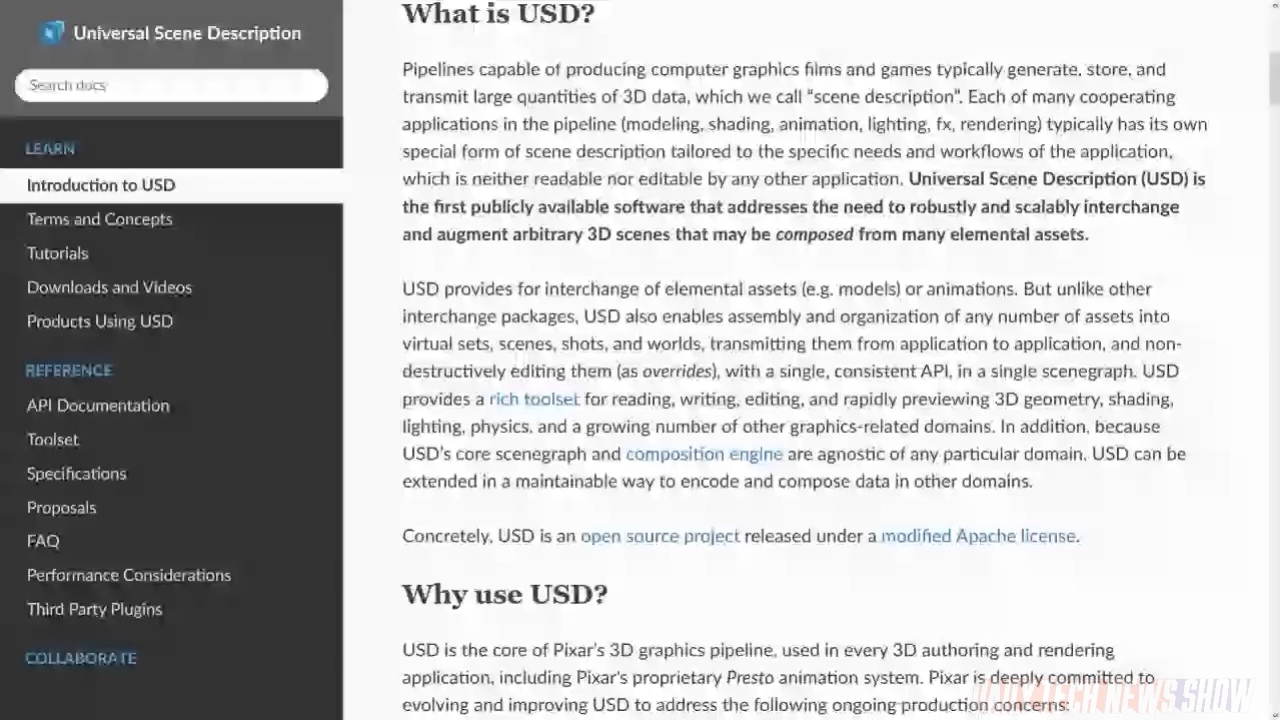 Universal Scene Description
Search docs
LEARN
Introduction to USD
Terms and Concepts
Tutorials
Downloads and Videos
Products Using USD
REFERENCE
API Documentation
Toolset
Specifications
Proposals
FAQ
Performance Considerations
Third Party Plugins
COLLABORATE
What is USD?
Pipelines capable of producing computer graphics films and games typically generate, store, and
transmit large quantities of 3D data, which we call “scene description”. Each of many cooperating
applications in the pipeline (modeling, shading, animation, lighting, fx, rendering) typically has its own
special form of scene description tailored to the specific needs and workflows of the application,
which is neither readable nor editable by any other application. Universal Scene Description (USD) is
the first publicly available software that addresses the need to robustly and scalably interchange
and augment arbitrary 3D scenes that may be composed from many elemental assets.
USD provides for interchange of elemental assets (e.g. models) or animations. But unlike other
interchange packages, USD also enables assembly and organization of any number of assets into
virtual sets, scenes, shots, and worlds, transmitting them from application to application, and non-
destructively editing them (as overrides), with a single, consistent API, in a single scenegraph. USD
provides a rich toolset for reading, writing, editing, and rapidly previewing 3D geometry, shading,
lighting, physics, and a growing number of other graphics-related domains. In addition, because
USD’s core scenegraph and composition engine are agnostic of any particular domain, USD can be
extended in a maintainable way to encode and compose data in other domains.
Concretely, USD is an open source project released under a modified Apache license.
Why use USD?
USD is the core of Pixar’s 3D graphics pipeline, used in every 3D authoring and rendering
application, including Pixar’s proprietary Presto animation system. Pixar is deeply committed to
evolving and improving USD to address the following ongoing production concerns:
DAILY TECH NEWS SHOW